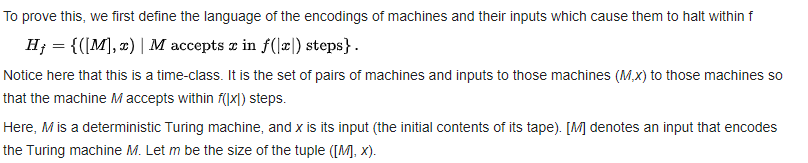 To prove this, we first define the language of the encodings of machines and their inputs which cause them to halt within f
H_f = {([M], x) | M accepts x in f(|x|) steps} .
Notice here that this is a time-class. It is the set of pairs of machines and inputs to those machines (M,x) to those machines so
that the machine M accepts within f(|x|) steps.
Here, M is a deterministic Turing machine, and x is its input (the initial contents of its tape). [M] denotes an input that encodes
the Turing machine M. Let m be the size of the tuple ([M], x).